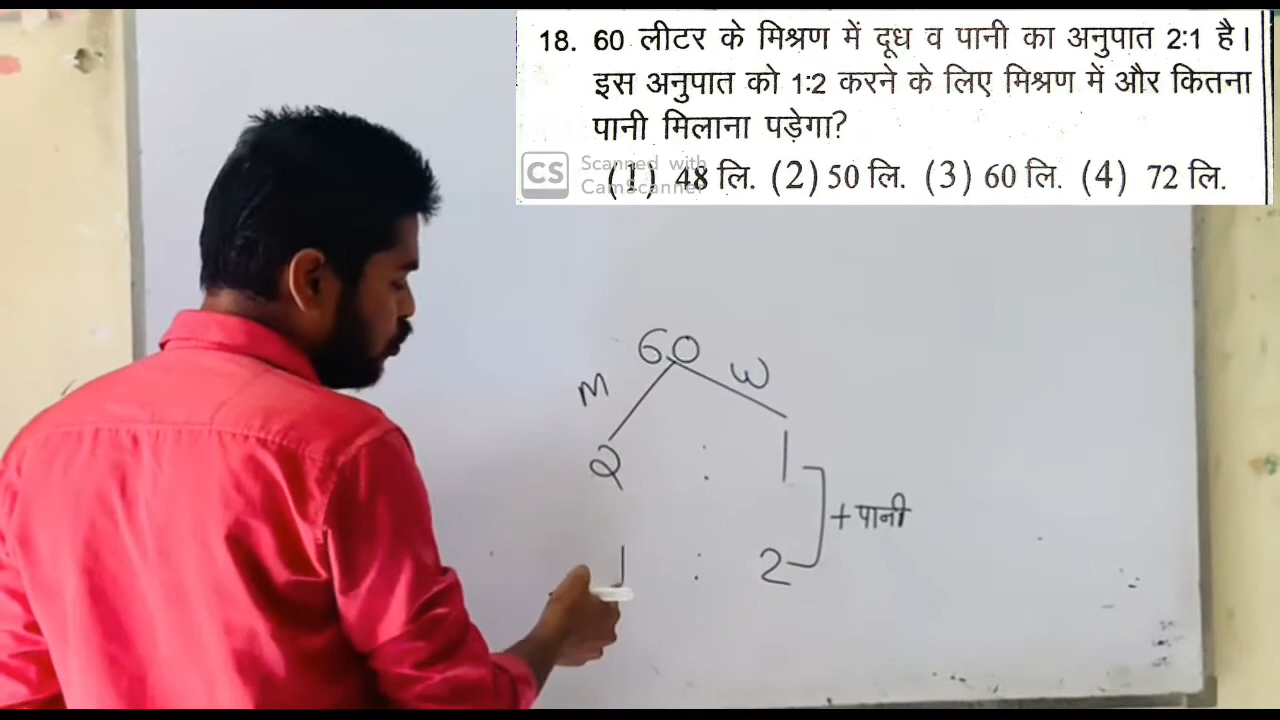 18. 60 लीटर के मिश्रण में दूध व पानी का अनुपात 2:1 है।
इस अनुपात को 1:2 करने के लिए मिश्रण में और कितना
पानी मिलाना पड़ेगा?
(1) 48 लि. (2) 50 लि. (3) 60 लि. (4) 72 लि.
CS Scanned with
CamScanner
60
M W
2 : 1
+ पानी
1 : 2